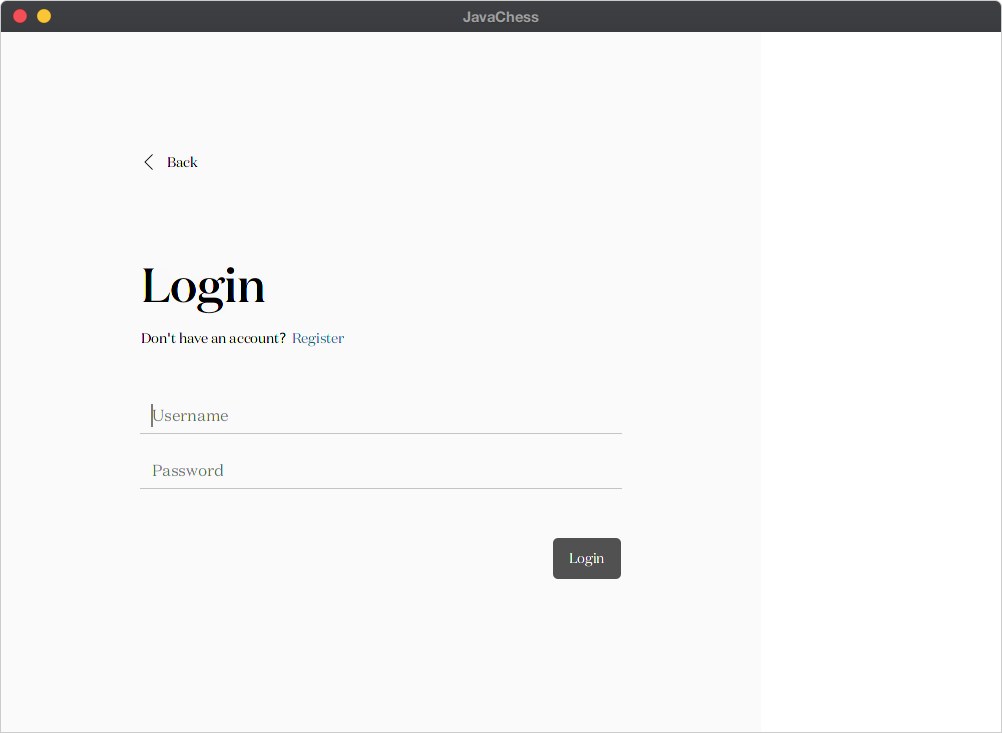 JavaChess
Back
Login
Don't have an account? Register
Username
Password
Login